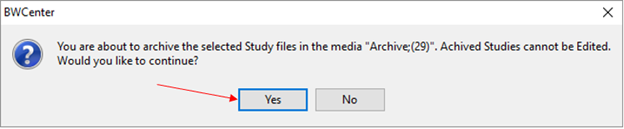 BWCenter
You are about to archive the selected Study files in the media "Archive;(29)". Achived Studies cannot be Edited.
Would you like to continue?
Yes
No